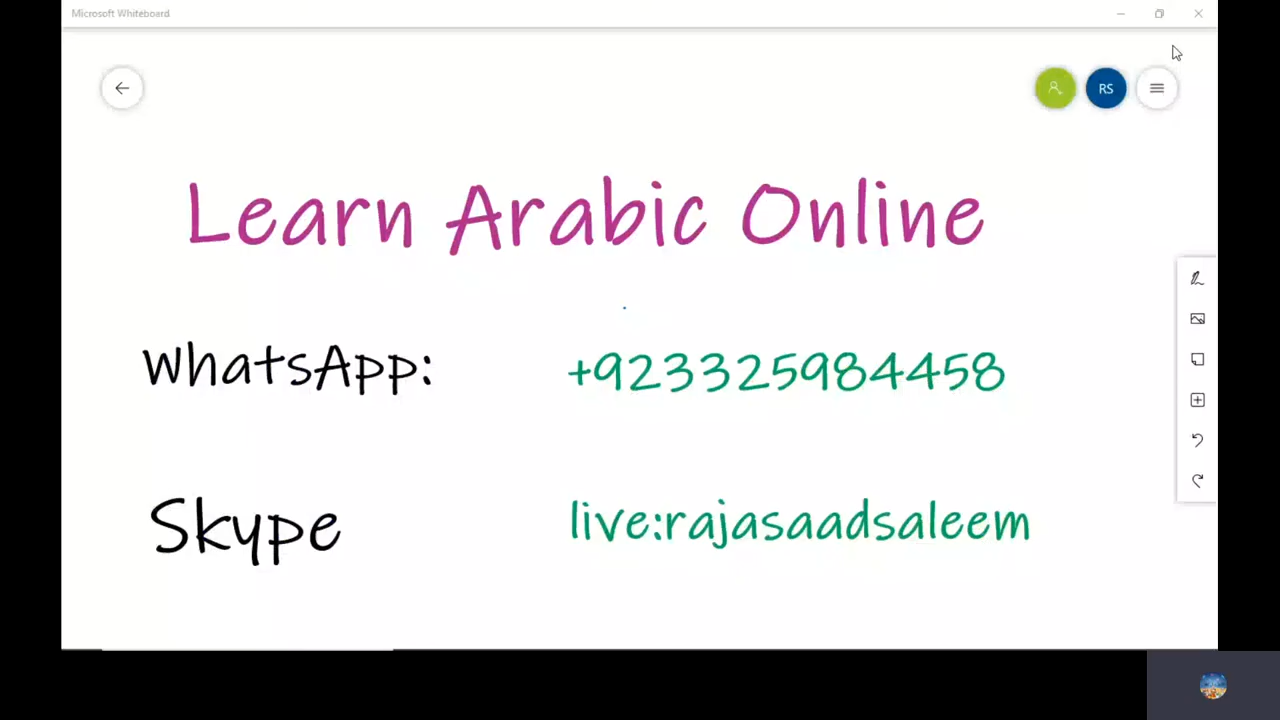 Microsoft Whiteboard
RS
Learn Arabic Online
WhatsApp: +923325984458
Skype live:rajasaadsaleem